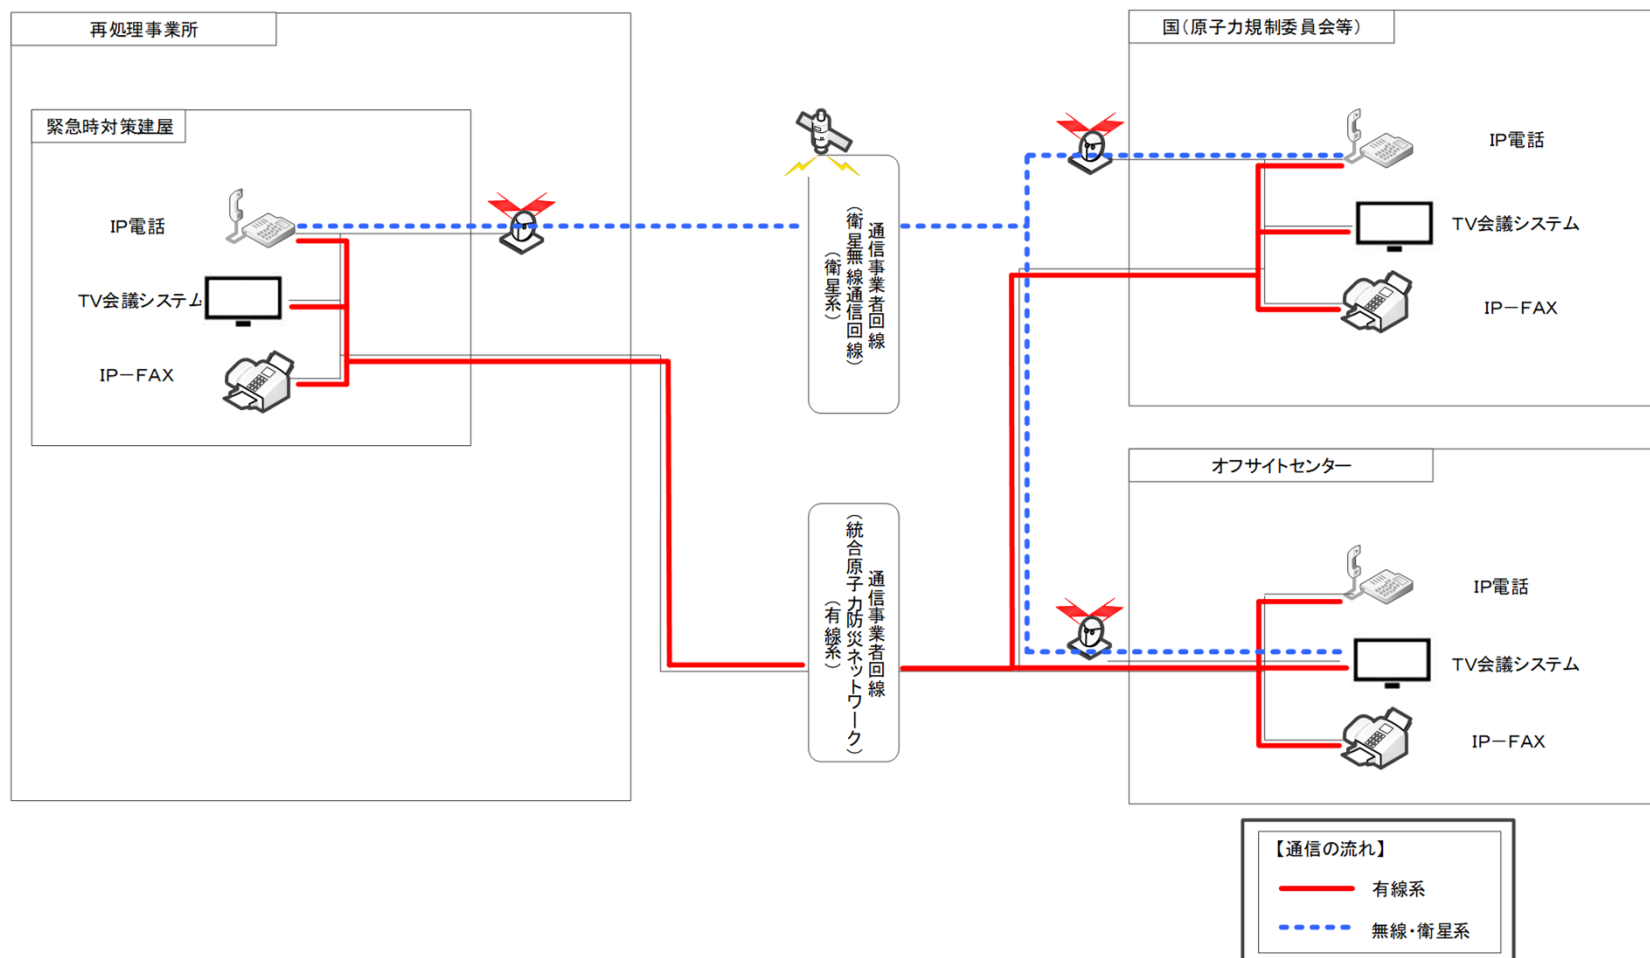 再処理事業所
緊急時対策建屋
IP電話
TV会議システム
IP－FAX
通信事業者回線
（衛星無線通信回線）
（衛星系）
通信事業者回線
（統合原子力防災ネットワーク）
（有線系）
国（原子力規制委員会等）
IP電話
TV会議システム
IP－FAX
オフサイトセンター
IP電話
TV会議システム
IP－FAX
【通信の流れ】
有線系
無線・衛星系